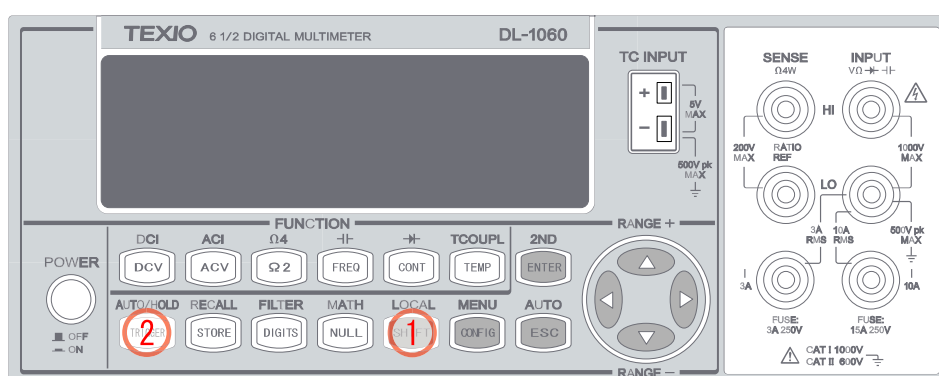 TEXIO 6 1/2 DIGITAL MULTIMETER DL-1060
TC INPUT
+
−
5V
MAX
500V pk
MAX
SENSE
Ω4W
INPUT
VΩ
HI
200V
MAX
RATIO
REF
1000V
MAX
LO
3A
RMS
10A
RMS
500V pk
MAX
3A
10A
FUSE:
3A 250V
FUSE:
15A 250V
CAT I 1000V
CAT II 600V
FUNCTION
DCI ACI Ω4 TCOUPL 2ND
DCV ACV Ω2 FREQ CONT TEMP ENTER
POWER
OFF
ON
AUTO/HOLD RECALL FILTER MATH LOCAL MENU AUTO
TRIGGER STORE DIGITS NULL SHIFT CONFIG ESC
2 1
RANGE +
RANGE −